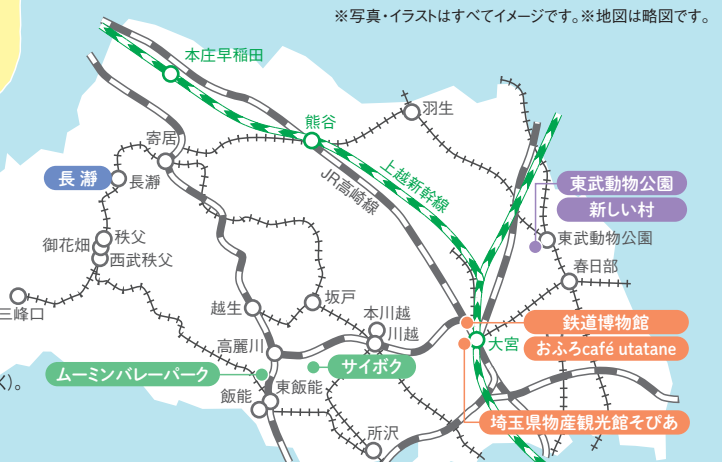 ※写真・イラストはすべてイメージです。※地図は略図です。
本庄早稲田
熊谷
羽生
寄居
上越新幹線
JR高崎線
長瀞
長瀞
東武動物公園
新しい村
東武動物公園
秩父
御花畑
西武秩父
春日部
三峰口
坂戸
越生
本川越
川越
鉄道博物館
大宮
おふろcafé utatane
高麗川
サイボク
ムーミンバレーパーク
く)。
東飯能
飯能
埼玉県物産観光館そぴあ
所沢